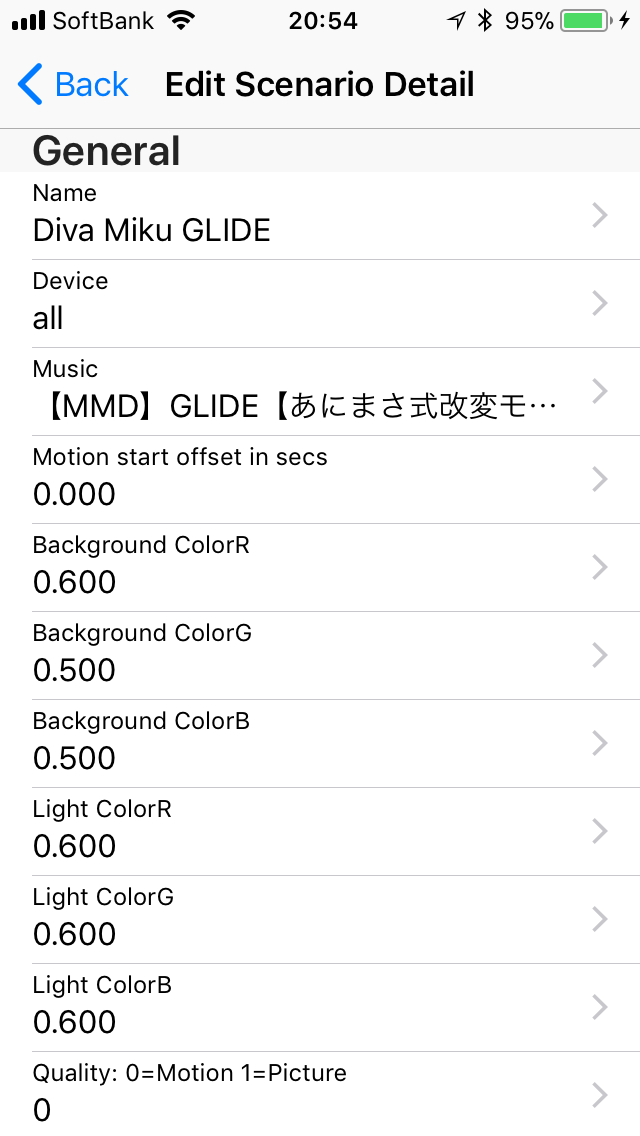 SoftBank 20:54 95%
Back Edit Scenario Detail
General
Name
Diva Miku GLIDE
Device
all
Music
【MMD】GLIDE【あにまさ式改変モ…
Motion start offset in secs
0.000
Background ColorR
0.600
Background ColorG
0.500
Background ColorB
0.500
Light ColorR
0.600
Light ColorG
0.600
Light ColorB
0.600
Quality: 0=Motion 1=Picture
0